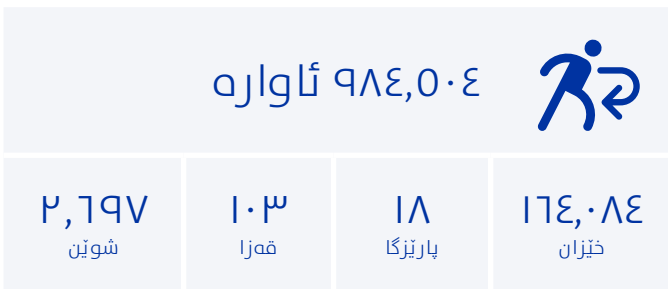 ٩٨٤,٥٠٤ ئاوارە
١٦٤,٠٨٤
خێزان
١٨
پارێزگا
١٠٣
قەزا
٢,٦٩٧
شوێن